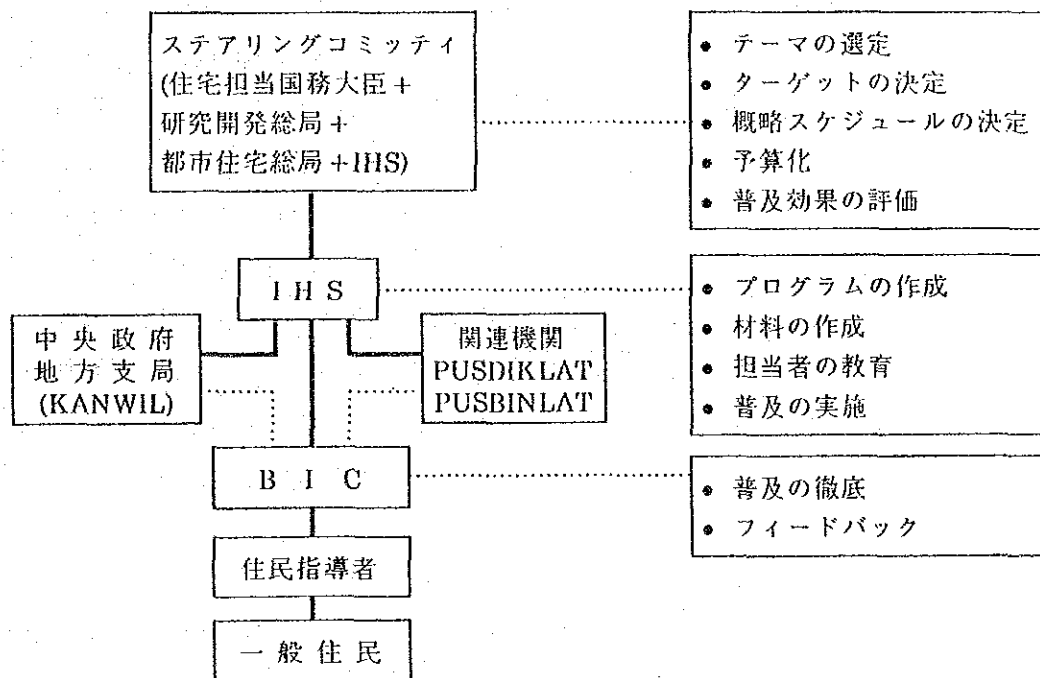 ステアリングコミッティ
(住宅担当国務大臣+
研究開発総局+
都市住宅総局+IHS)
• テーマの選定
• ターゲットの決定
•概略スケジュールの決定
• 予算化
• 普及効果の評価
IHS
• プログラムの作成
• 材料の作成
• 担当者の教育
• 普及の実施
中央政府
地方支局
(KANWIL)
関連機関
PUSDIKLAT
PUSBINLAT
BIC
• 普及の徹底
• フィードバック
住民指導者
一般住民